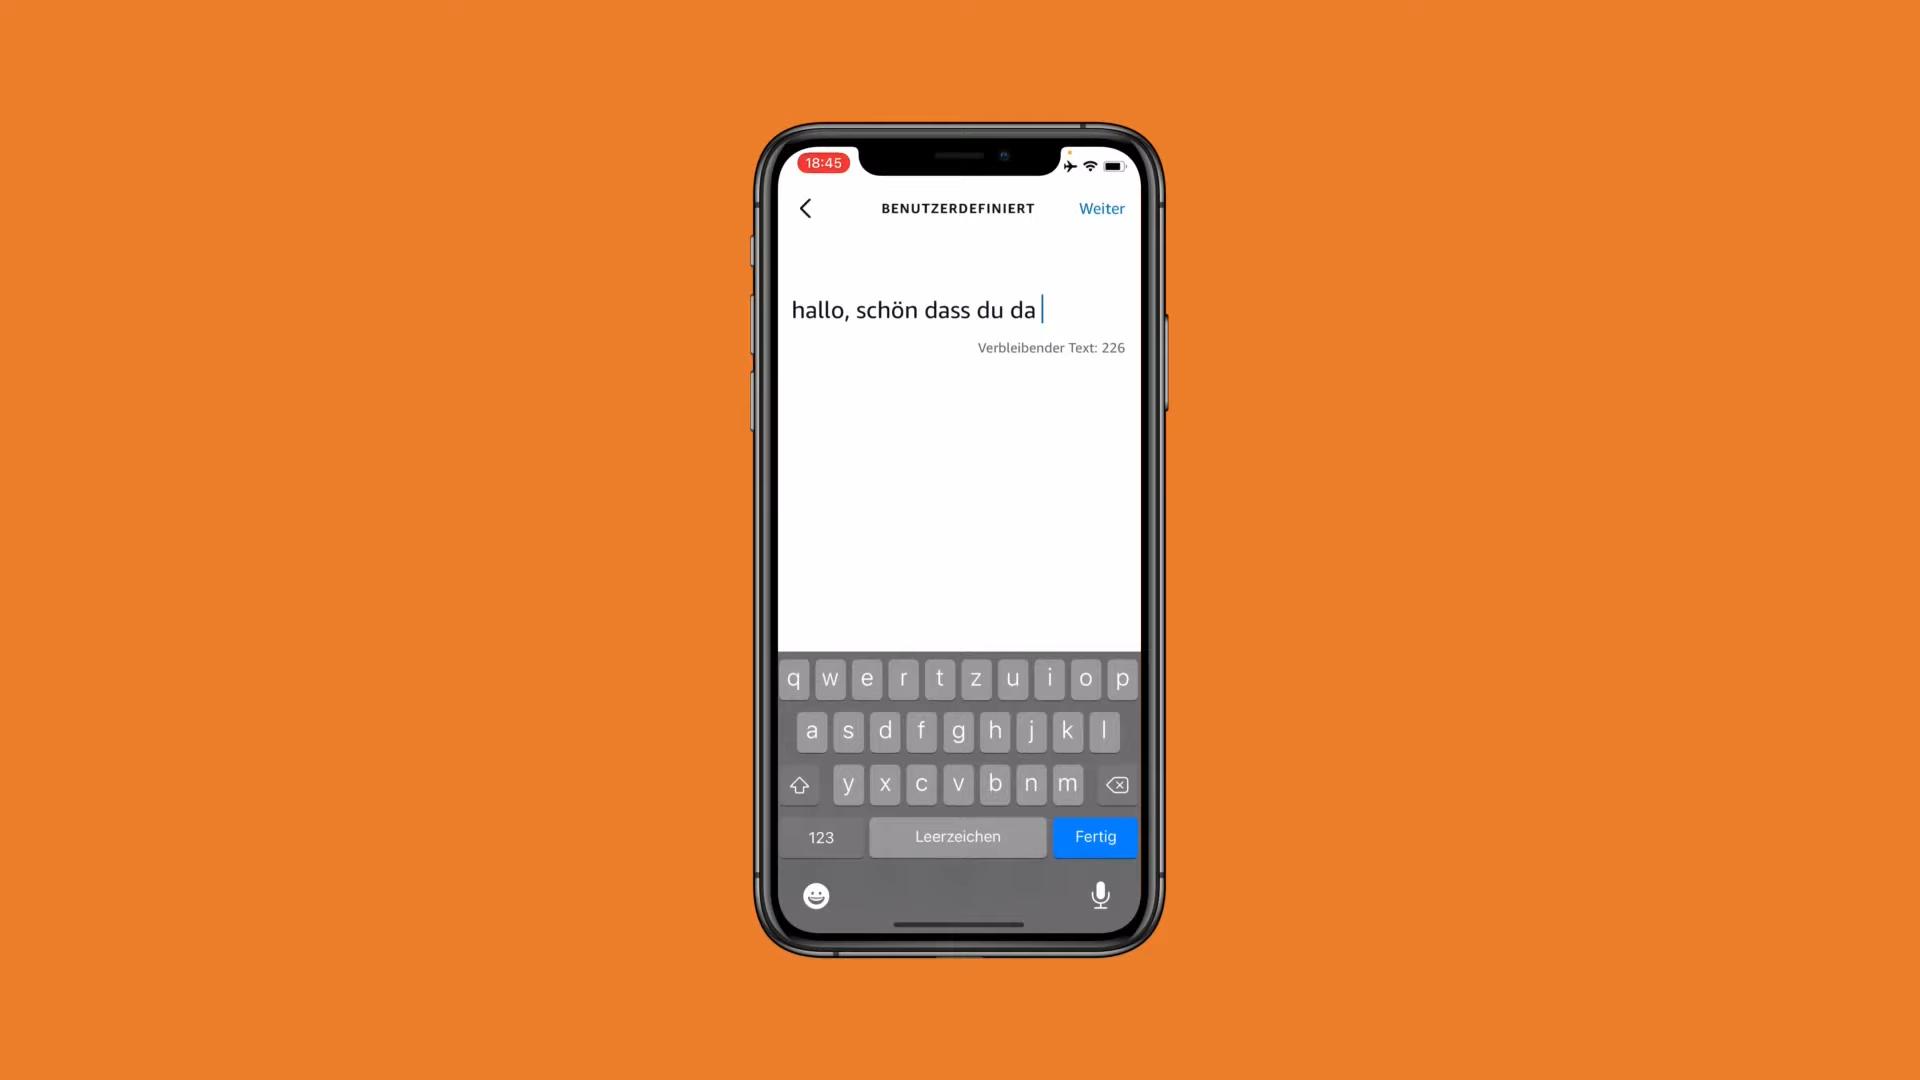 18:45
BENUTZERDEFINIERT Weiter
hallo, schön dass du da
Verbleibender Text: 226
q w e r t z u i o p
a s d f g h j k l
y x c v b n m
123 Leerzeichen Fertig